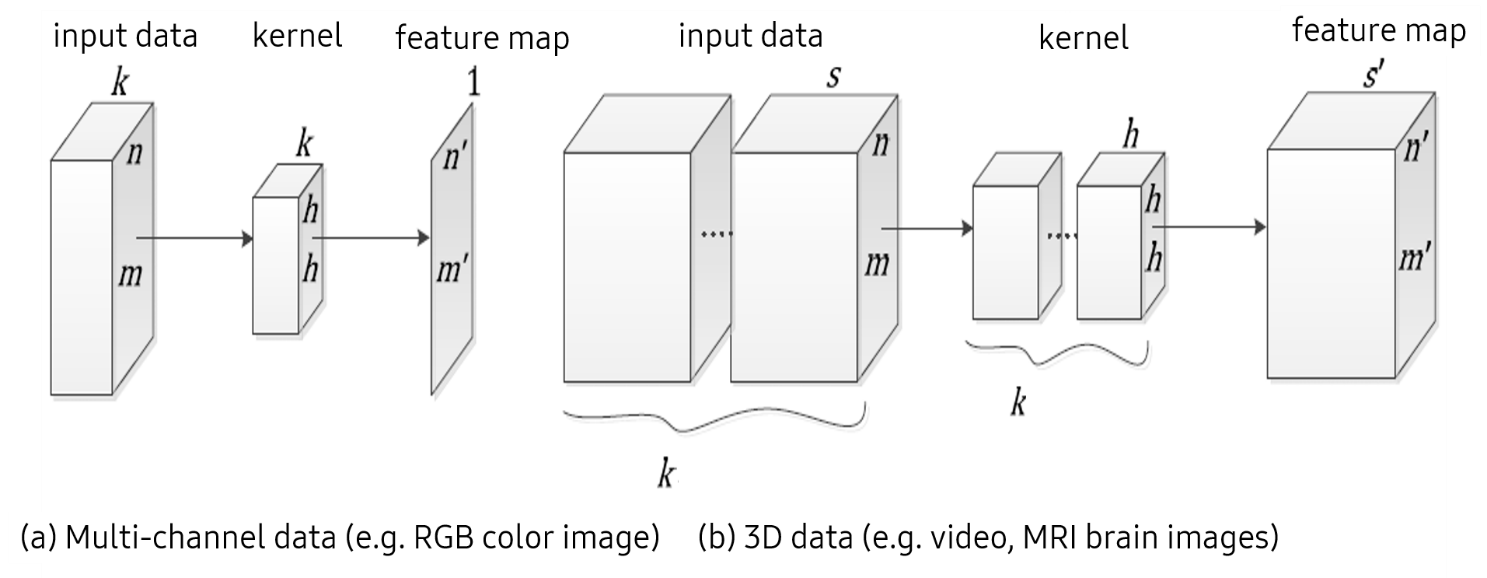 input data kernel feature map input data kernel feature map
k 1 s s'
k h
n n' n n'
h h
m h m' m h m'
.... ....
k
k
(a) Multi-channel data (e.g. RGB color image) (b) 3D data (e.g. video, MRI brain images)